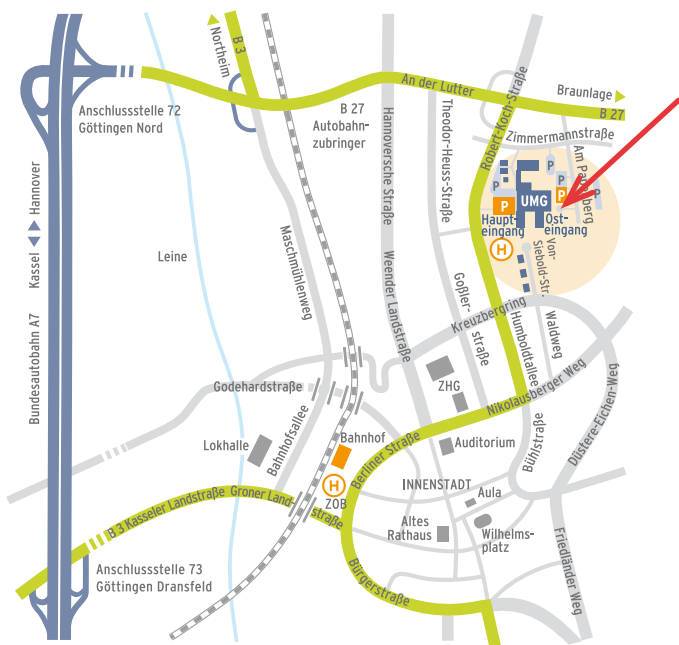 Northeim
B 3
An der Lutter
Braunlage
B 27
Anschlussstelle 72
Göttingen Nord
B 27
Autobahn-
zubringer
Hannoversche Straße
Theodor-Heuss-Straße
Robert-Koch-Straße
Zimmermannstraße
P
P
P
P
P
P
UMG
Haupt-
eingang
Ost-
eingang
H
Von-
Siebold-Str.
Kassel
Hannover
Bundesautobahn A7
Leine
Maschmühlenweg
Weender Landstraße
Goßler-
straße
Kreuzbergring
Humboldtallee
Waldweg
Godehardstraße
ZHG
Nikolausberger Weg
Düstere-Eichen-Weg
Lokhalle
Bahnhofsallee
Bahnhof
Berliner Straße
Auditorium
Bühlstraße
H
ZOB
INNENSTADT
Aula
B 3 Kasseler Landstraße
Groner Land-
straße
Altes
Rathaus
Wilhelms-
platz
Anschlussstelle 73
Göttingen Dransfeld
Bürgerstraße
Friedländer Weg